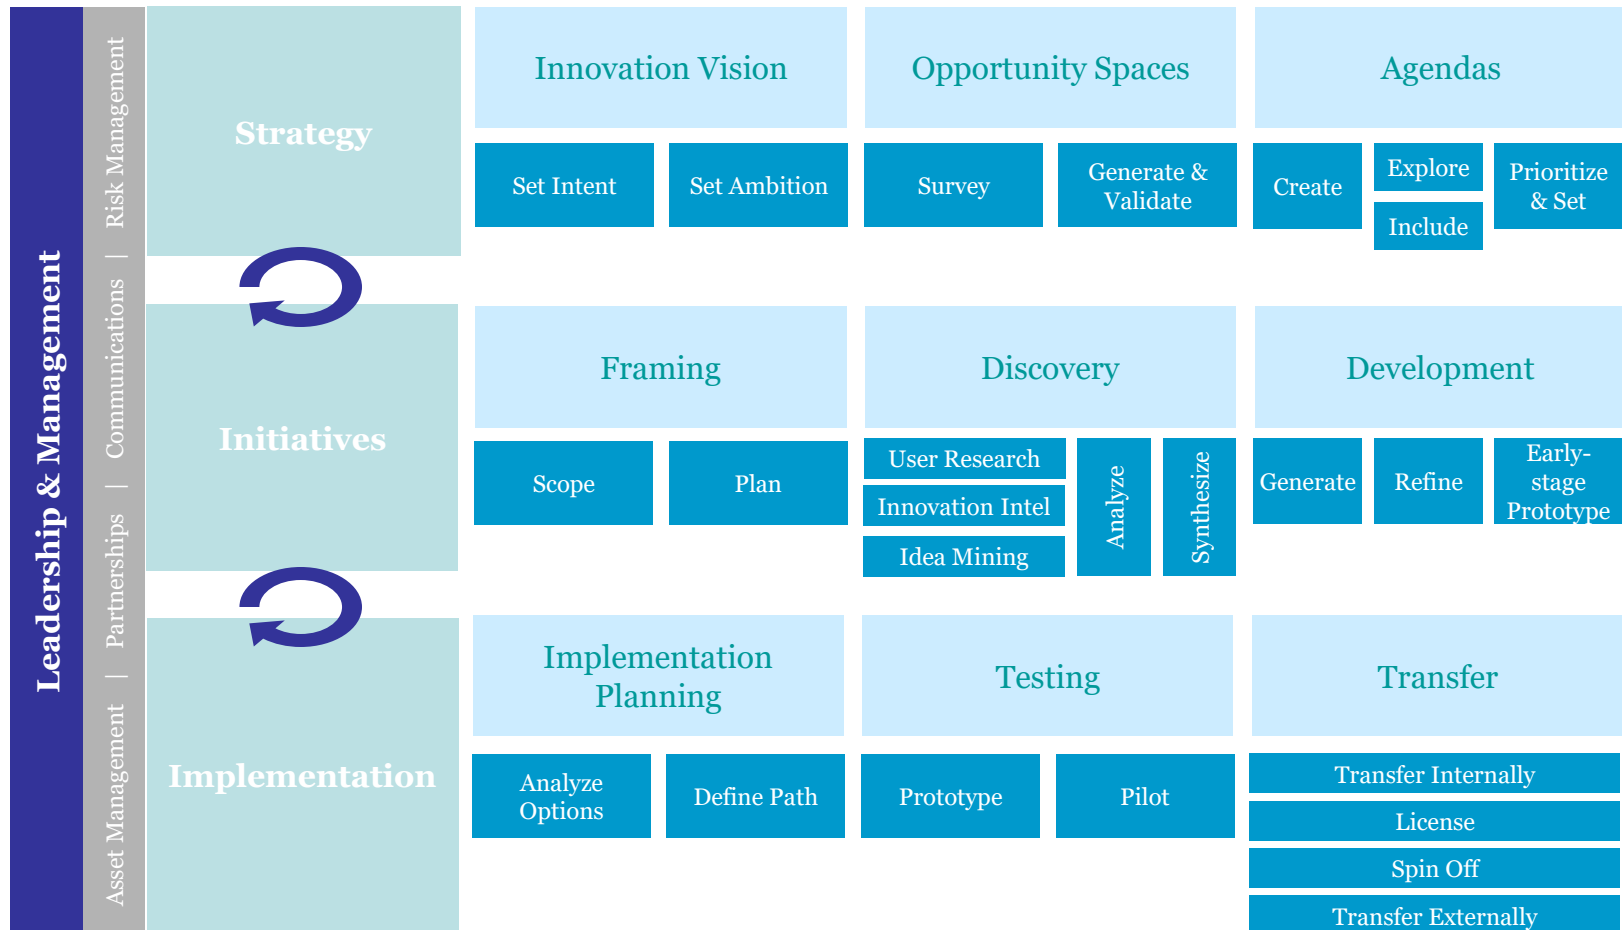 Leadership & Management
Asset Management | Partnerships | Communications | Risk Management
Strategy
Innovation Vision
Set Intent
Set Ambition
Opportunity Spaces
Survey
Generate &
Validate
Agendas
Create
Explore
Include
Prioritize
& Set
Initiatives
Framing
Scope
Plan
Discovery
User Research
Innovation Intel
Idea Mining
Analyze
Synthesize
Development
Generate
Refine
Early-
stage
Prototype
Implementation
Implementation
Planning
Analyze
Options
Define Path
Testing
Prototype
Pilot
Transfer
Transfer Internally
License
Spin Off
Transfer Externally